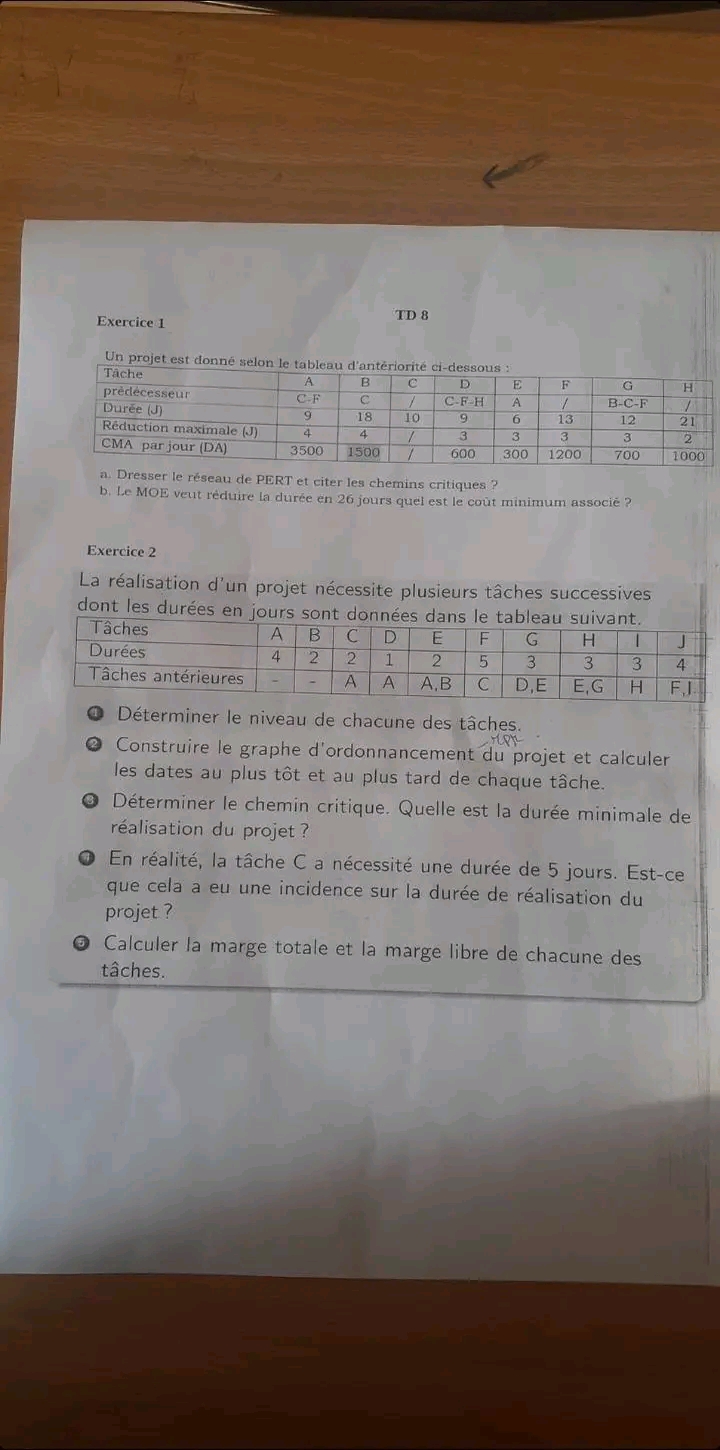 TD 8
Exercice 1
Un projet est donné selon le tableau d'antériorité ci-dessous :
Tâche A B C D E F G H
prédécesseur C-F C / C-F-H A / B-C-F /
Durée (J) 9 18 10 9 6 13 12 21
Réduction maximale (J) 4 4 / 3 3 3 3 2
CMA par jour (DA) 3500 1500 / 600 300 1200 700 1000
a. Dresser le réseau de PERT et citer les chemins critiques ?
b. Le MOE veut réduire la durée en 26 jours quel est le coût minimum associé ?
Exercice 2
La réalisation d'un projet nécessite plusieurs tâches successives
dont les durées en jours sont données dans le tableau suivant.
Tâches A B C D E F G H I J
Durées 4 2 2 1 2 5 3 3 3 4
Tâches antérieures - - A A A,B C D,E E,G H F,I
1 Déterminer le niveau de chacune des tâches.
2 Construire le graphe d'ordonnancement du projet et calculer
les dates au plus tôt et au plus tard de chaque tâche.
3 Déterminer le chemin critique. Quelle est la durée minimale de
réalisation du projet ?
4 En réalité, la tâche C a nécessité une durée de 5 jours. Est-ce
que cela a eu une incidence sur la durée de réalisation du
projet ?
5 Calculer la marge totale et la marge libre de chacune des
tâches.